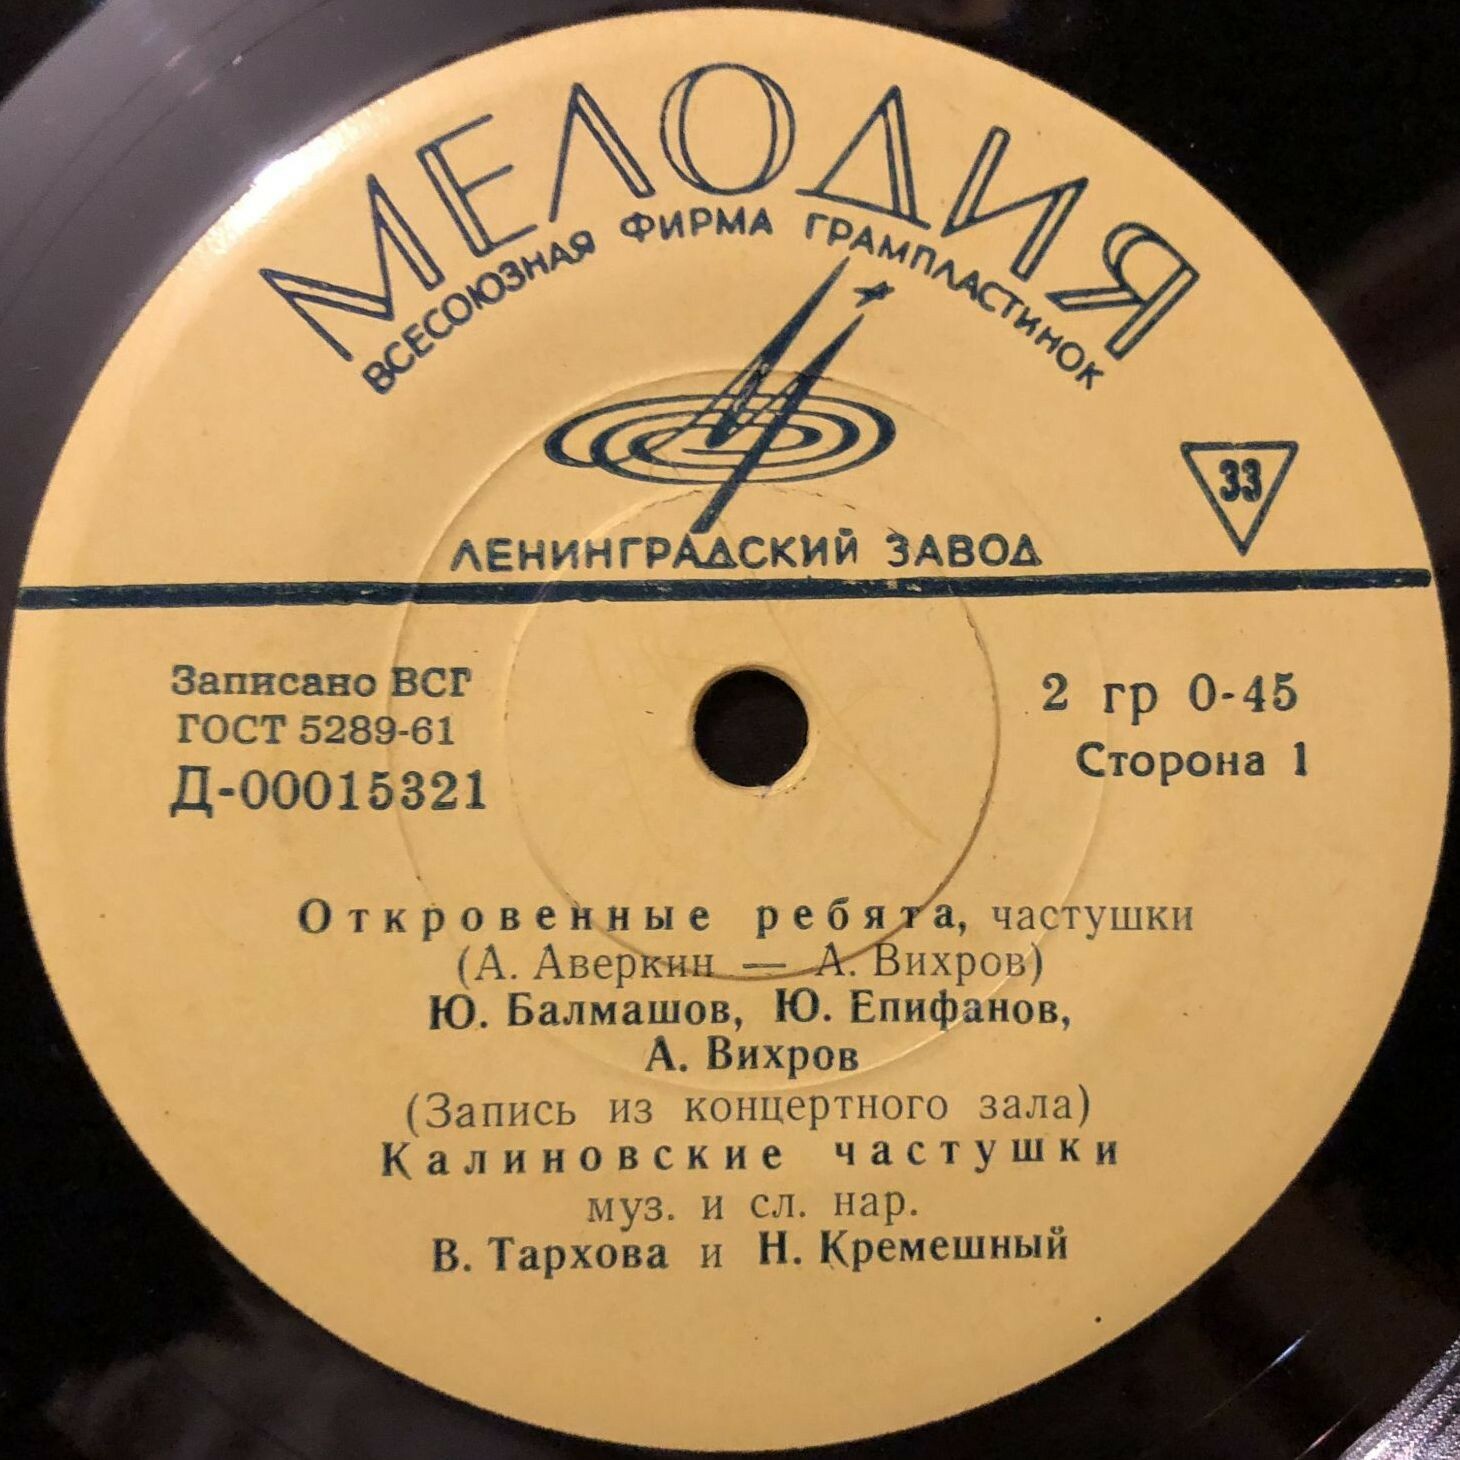 МЕЛОДИЯ
ВСЕСОЮЗНАЯ ФИРМА ГРАМПЛАСТИНОК
33
ЛЕНИНГРАДСКИЙ ЗАВОД
Записано ВСГ
ГОСТ 5289-61
Д-00015321
2 гр 0-45
Сторона 1
Откровенные ребята, частушки
(А. Аверкин — А. Вихров)
Ю. Балмашов, Ю. Епифанов,
А. Вихров
(Запись из концертного зала)
Калиновские частушки
муз. и сл. нар.
В. Тархова и Н. Кремешный